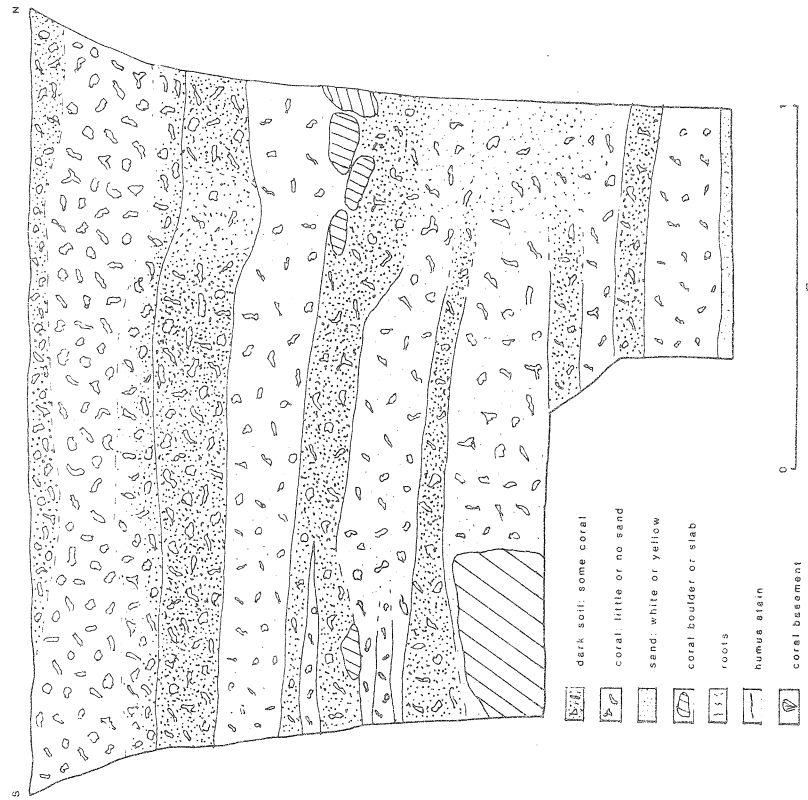 N
S
0
1
m
dark soil: some coral
coral: little or no sand
sand: white or yellow
coral boulder or slab
roots
humus stain
coral basement